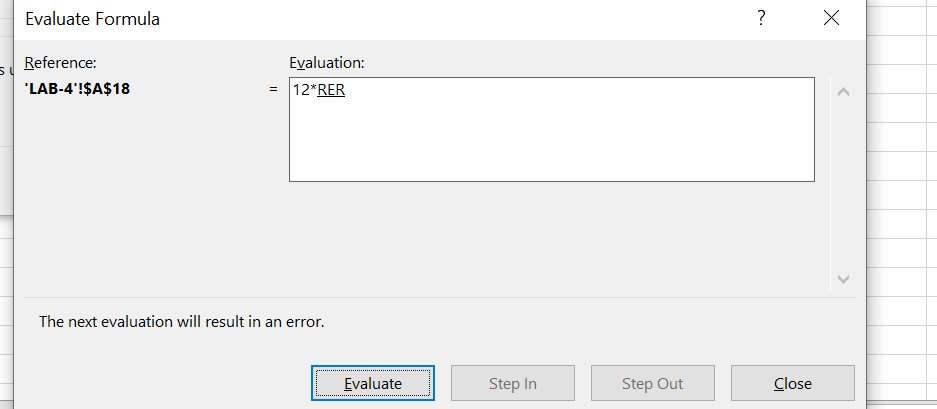 Evaluate Formula
?
Reference:
Evaluation:
'LAB-4'!$A$18
=
12*RER
The next evaluation will result in an error.
Evaluate
Step In
Step Out
Close